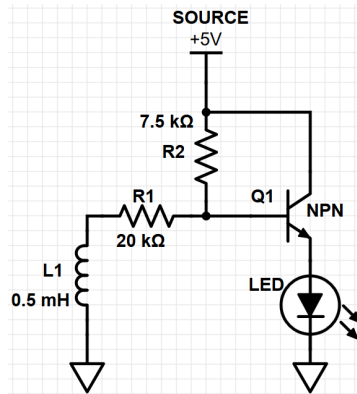 SOURCE
+5V
7.5 kΩ
R2
R1
Q1
NPN
20 kΩ
L1
LED
0.5 mH